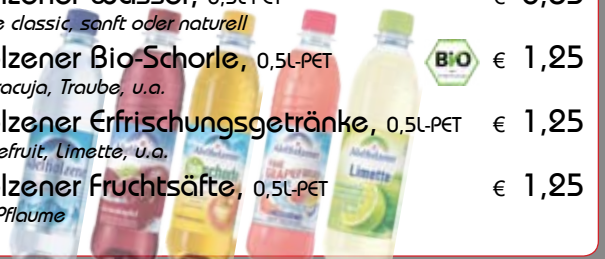 e classic, sanft oder naturell
lzener Bio-Schorle, 0,5L-PET BIO € 1,25
racuja, Traube, u.a.
lzener Erfrischungsgetränke, 0,5L-PET € 1,25
efruit, Limette, u.a.
lzener Fruchtsäfte, 0,5L-PET € 1,25
Pflaume
Limette